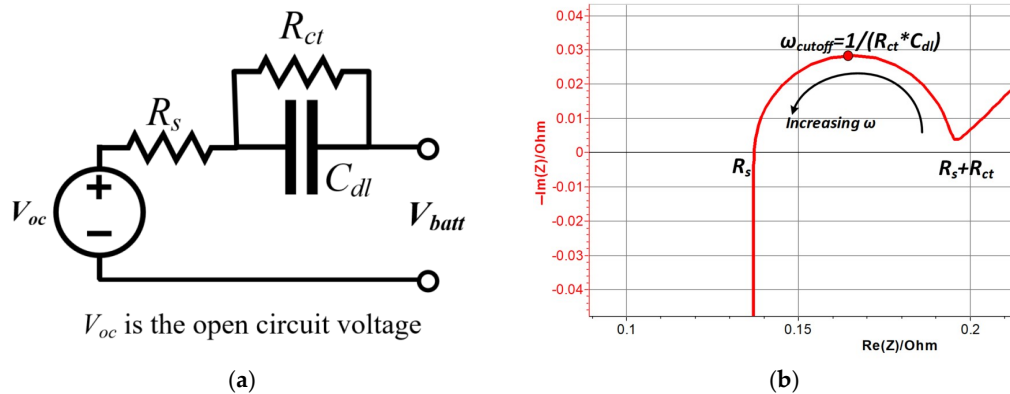 R_ct
R_s
C_dl
+
−
V_oc
V_batt
V_oc is the open circuit voltage
(a)
0.04
0.03
0.02
0.01
0
-0.01
-0.02
-0.03
-0.04
−Im(Z)/Ohm
ω_cutoff=1/(R_ct*C_dl)
Increasing ω
R_s
R_s+R_ct
0.1
0.15
0.2
Re(Z)/Ohm
(b)